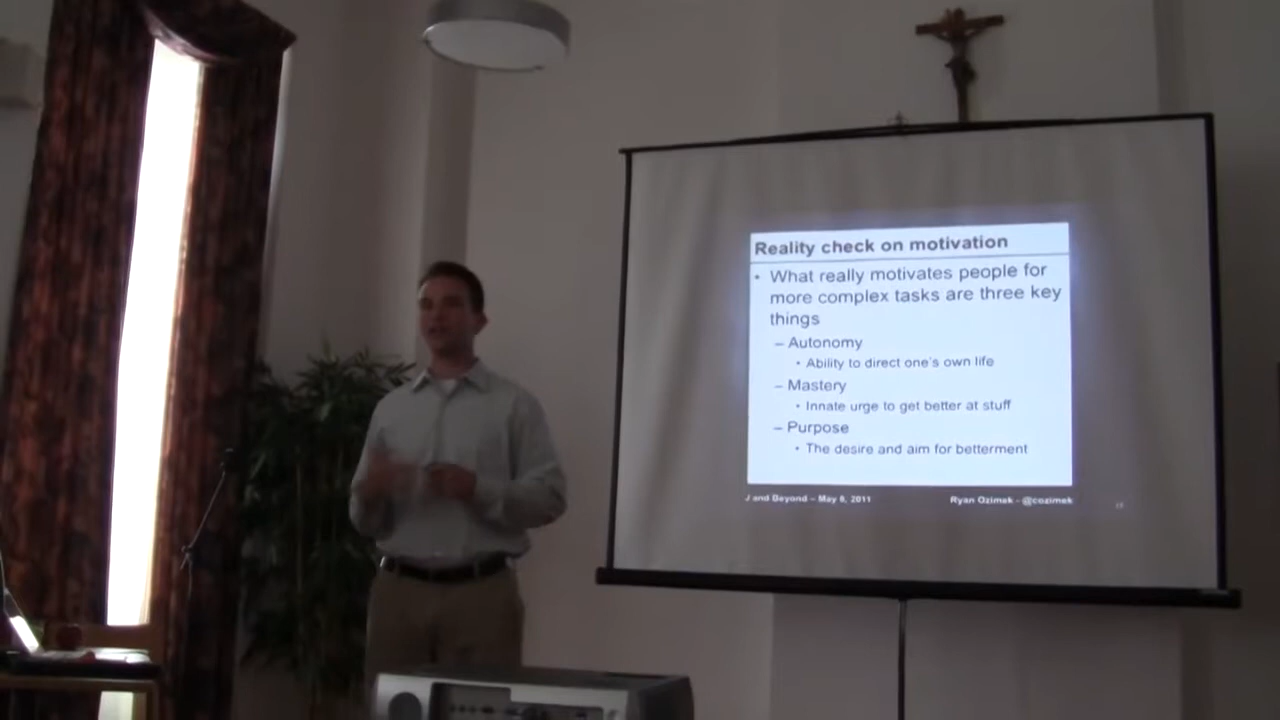 Reality check on motivation
• What really motivates people for
more complex tasks are three key
things
– Autonomy
• Ability to direct one's own life
– Mastery
• Innate urge to get better at stuff
– Purpose
• The desire and aim for betterment
J and Beyond – May 6, 2011 Ryan Ozimek - @cozimek